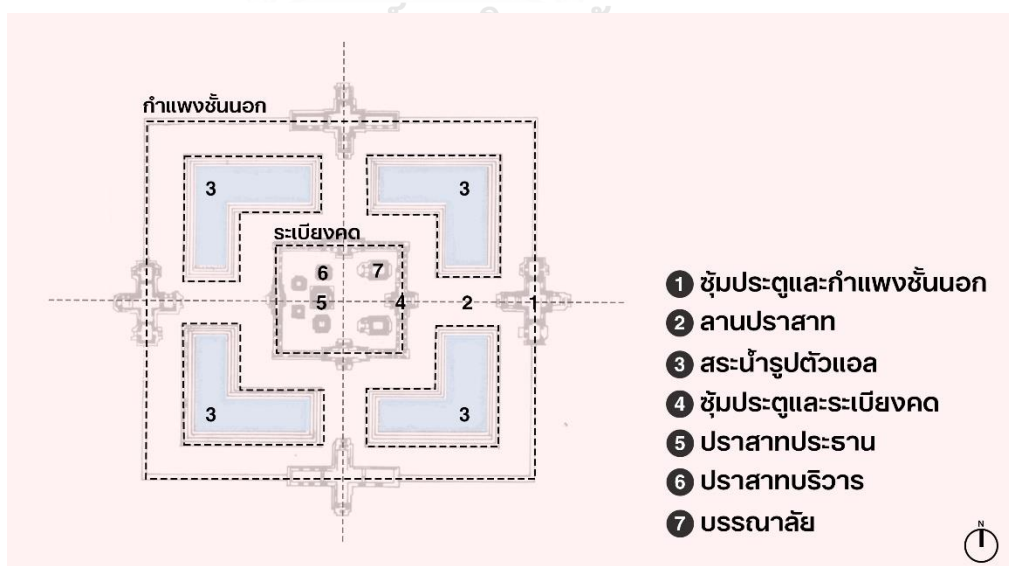 กำแพงชั้นนอก
3
3
ระเบียงคด
6
7
5
4
2
1
3
3
1 ซุ้มประตูและกำแพงชั้นนอก
2 ลานปราสาท
3 สระน้ำรูปตัวแอล
4 ซุ้มประตูและระเบียงคด
5 ปราสาทประธาน
6 ปราสาทบริวาร
7 บรรณาลัย
N